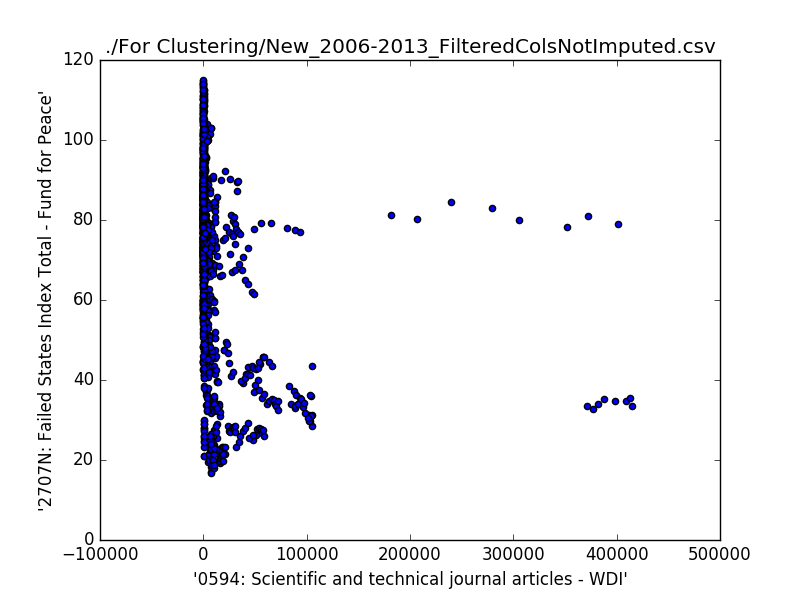 ./For Clustering/New_2006-2013_FilteredColsNotImputed.csv
120
100
80
60
40
20
0
'2707N: Failed States Index Total - Fund for Peace'
−100000 0 100000 200000 300000 400000 500000
'0594: Scientific and technical journal articles - WDI'